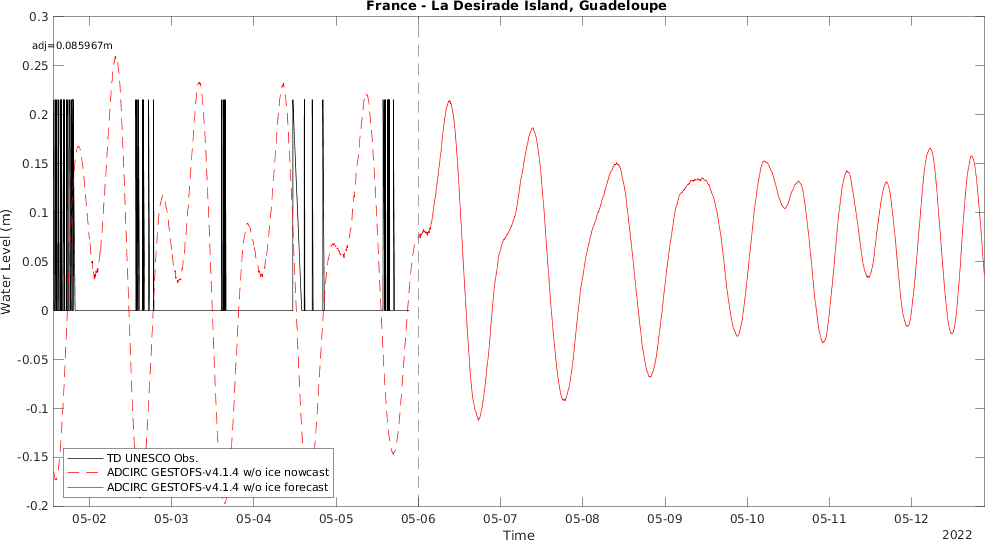 France - La Desirade Island, Guadeloupe
adj=0.085967m
0.3
0.25
0.2
0.15
0.1
0.05
0
-0.05
-0.1
-0.15
-0.2
Water Level (m)
TD UNESCO Obs.
ADCIRC GESTOFS-v4.1.4 w/o ice nowcast
ADCIRC GESTOFS-v4.1.4 w/o ice forecast
05-02 05-03 05-04 05-05 05-06 05-07 05-08 05-09 05-10 05-11 05-12
Time
2022